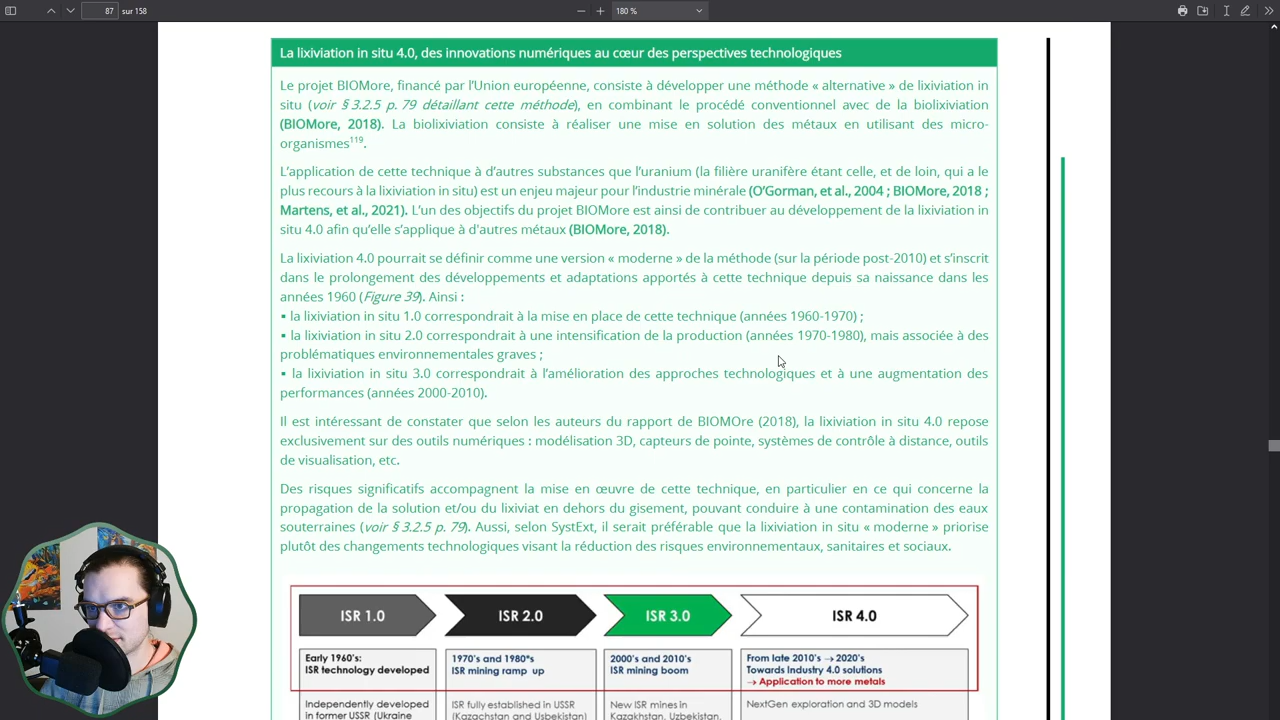 87 sur 158
180 %
La lixiviation in situ 4.0, des innovations numériques au cœur des perspectives technologiques
Le projet BIOMore, financé par l'Union européenne, consiste à développer une méthode « alternative » de lixiviation in
situ (voir § 3.2.5 p. 79 détaillant cette méthode), en combinant le procédé conventionnel avec de la biolixiviation
(BIOMore, 2018). La biolixiviation consiste à réaliser une mise en solution des métaux en utilisant des micro-
organismes119.
L'application de cette technique à d'autres substances que l'uranium (la filière uranifère étant celle, et de loin, qui a le
plus recours à la lixiviation in situ) est un enjeu majeur pour l'industrie minérale (O'Gorman, et al., 2004 ; BIOMore, 2018 ;
Martens, et al., 2021). L'un des objectifs du projet BIOMore est ainsi de contribuer au développement de la lixiviation in
situ 4.0 afin qu'elle s'applique à d'autres métaux (BIOMore, 2018).
La lixiviation 4.0 pourrait se définir comme une version « moderne » de la méthode (sur la période post-2010) et s'inscrit
dans le prolongement des développements et adaptations apportés à cette technique depuis sa naissance dans les
années 1960 (Figure 39). Ainsi :
▪ la lixiviation in situ 1.0 correspondrait à la mise en place de cette technique (années 1960-1970) ;
▪ la lixiviation in situ 2.0 correspondrait à une intensification de la production (années 1970-1980), mais associée à des
problématiques environnementales graves ;
▪ la lixiviation in situ 3.0 correspondrait à l'amélioration des approches technologiques et à une augmentation des
performances (années 2000-2010).
Il est intéressant de constater que selon les auteurs du rapport de BIOMOre (2018), la lixiviation in situ 4.0 repose
exclusivement sur des outils numériques : modélisation 3D, capteurs de pointe, systèmes de contrôle à distance, outils
de visualisation, etc.
Des risques significatifs accompagnent la mise en œuvre de cette technique, en particulier en ce qui concerne la
propagation de la solution et/ou du lixiviat en dehors du gisement, pouvant conduire à une contamination des eaux
souterraines (voir § 3.2.5 p. 79). Aussi, selon SystExt, il serait préférable que la lixiviation in situ « moderne » priorise
plutôt des changements technologiques visant la réduction des risques environnementaux, sanitaires et sociaux.
ISR 1.0 ISR 2.0 ISR 3.0 ISR 4.0
Early 1960's:
ISR technology developed
Independently developed
in former USSR (Ukraine
1970's and 1980"s
ISR mining ramp up
ISR fully established in USSR
(Kazachstan and Usbekistan)
2000's and 2010's
ISR mining boom
New ISR mines in
Kazakhstan, Uzbekistan,
From late 2010's → 2020's
Towards Industry 4.0 solutions
→ Application to more metals
NextGen exploration and 3D models